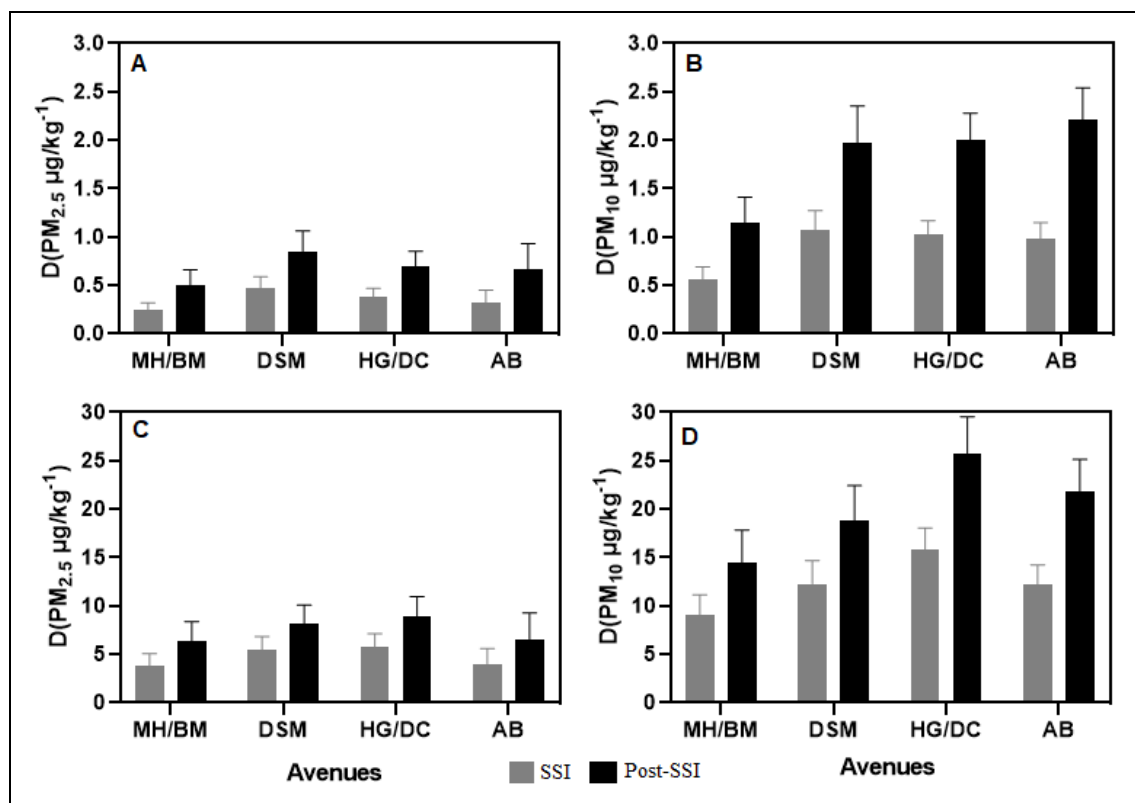 A
D(PM2.5 µg/kg-1)
3.0
2.5
2.0
1.5
1.0
0.5
0.0
MH/BM DSM HG/DC AB
B
D(PM10 µg/kg-1)
3.0
2.5
2.0
1.5
1.0
0.5
0.0
MH/BM DSM HG/DC AB
C
D(PM2.5 µg/kg-1)
30
25
20
15
10
5
0
MH/BM DSM HG/DC AB
Avenues
D
D(PM10 µg/kg-1)
30
25
20
15
10
5
0
MH/BM DSM HG/DC AB
Avenues
SSI Post-SSI